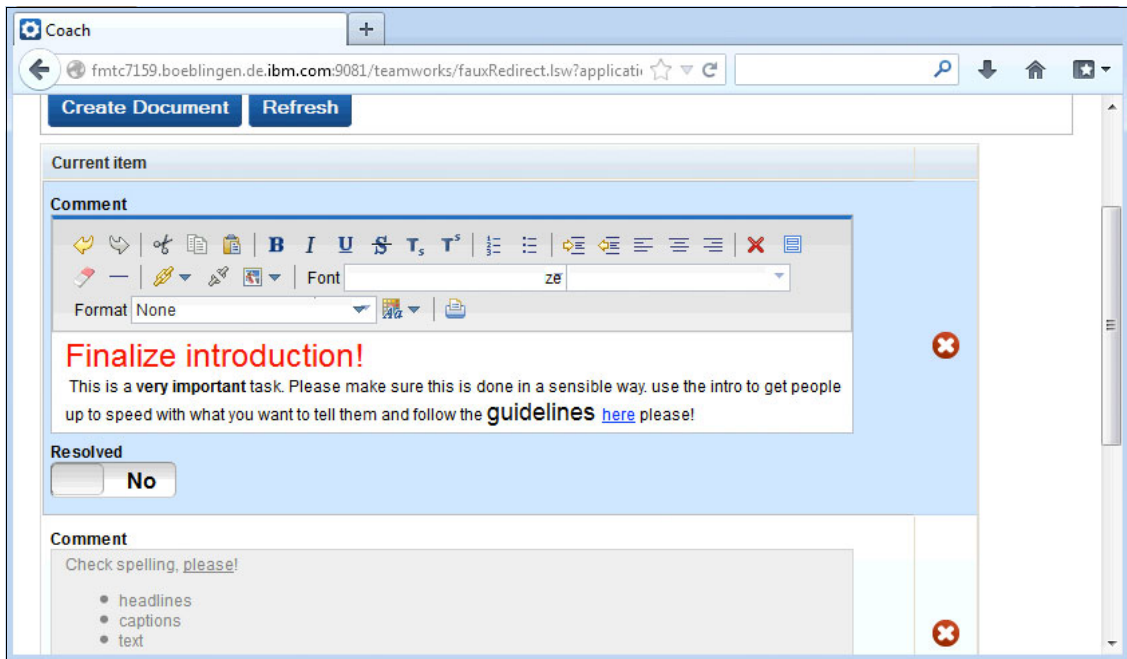 Coach
fmtc7159.boeblingen.de.ibm.com:9081/teamworks/fauxRedirect.lsw?applicati
Create Document Refresh
Current item
Comment
B I U S Ts Ts
Font ze
Format None
Finalize introduction!
This is a very important task. Please make sure this is done in a sensible way. use the intro to get people
up to speed with what you want to tell them and follow the guidelines here please!
Resolved
No
Comment
Check spelling, please!
• headlines
• captions
• text